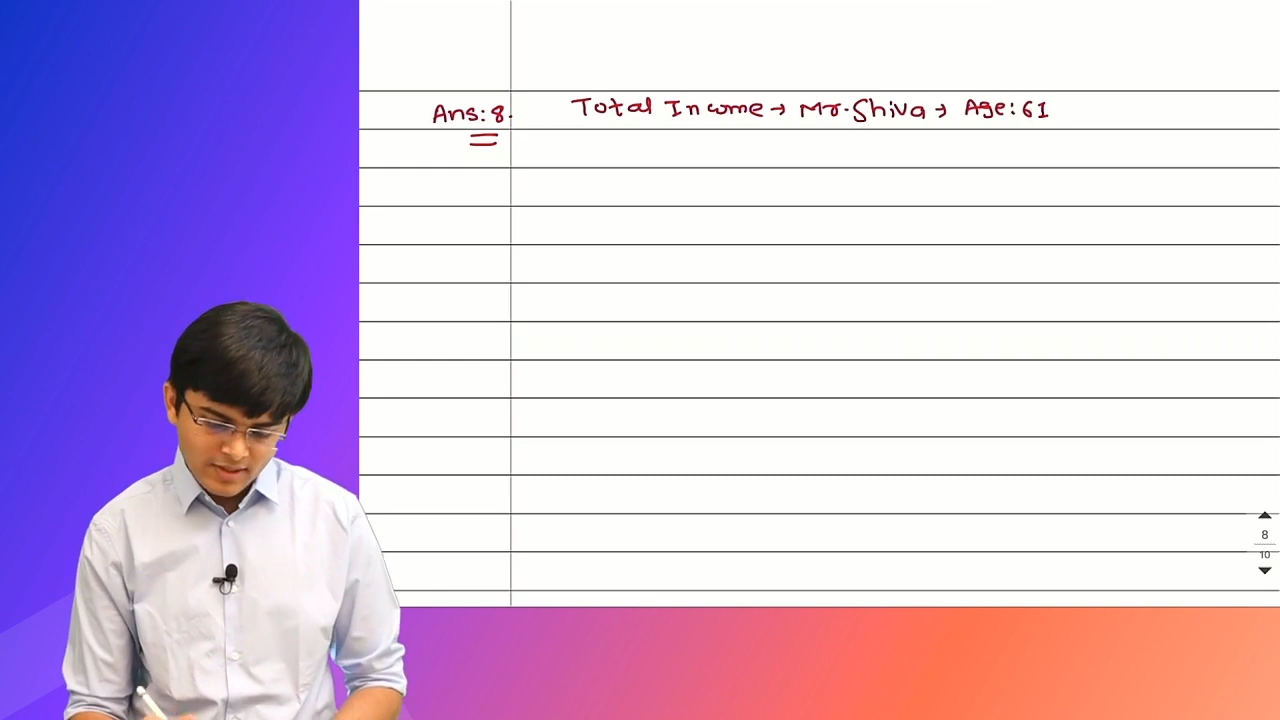 Ans:8.
Total Income → Mr.Shiva → Age:61
8
10